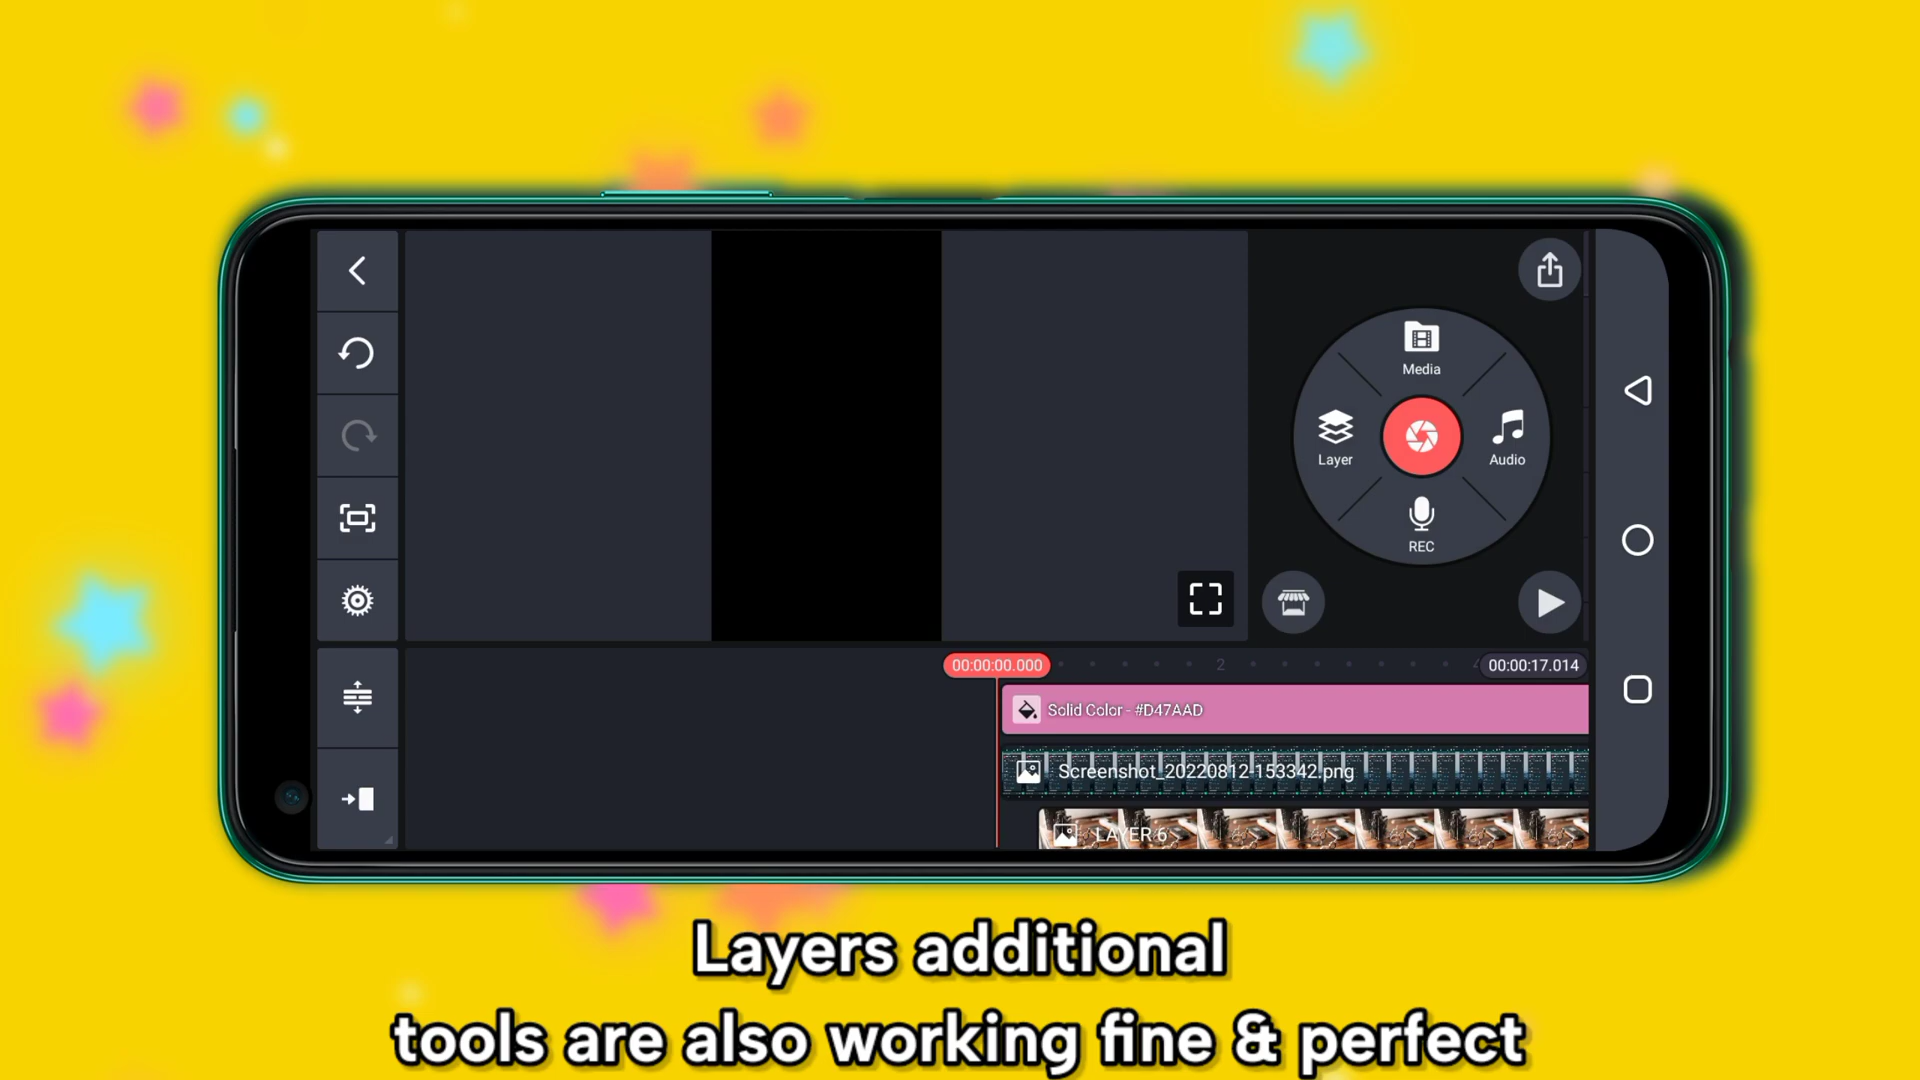 Media
Layer
Audio
REC
00:00:00.000
2
00:00:17.014
Solid Color - #D47AAD
Screenshot_20220812-153342.png
LAYER 6
Layers additional
tools are also working fine & perfect